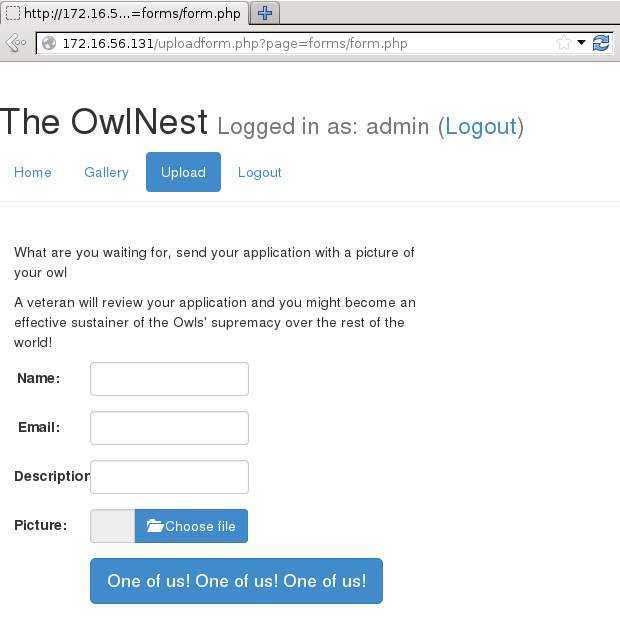 http://172.16.5...=forms/form.php
172.16.56.131/uploadform.php?page=forms/form.php
The OwlNest Logged in as: admin (Logout)
Home Gallery Upload Logout
What are you waiting for, send your application with a picture of
your owl
A veteran will review your application and you might become an
effective sustainer of the Owls' supremacy over the rest of the
world!
Name:
Email:
Description
Picture: Choose file
One of us! One of us! One of us!